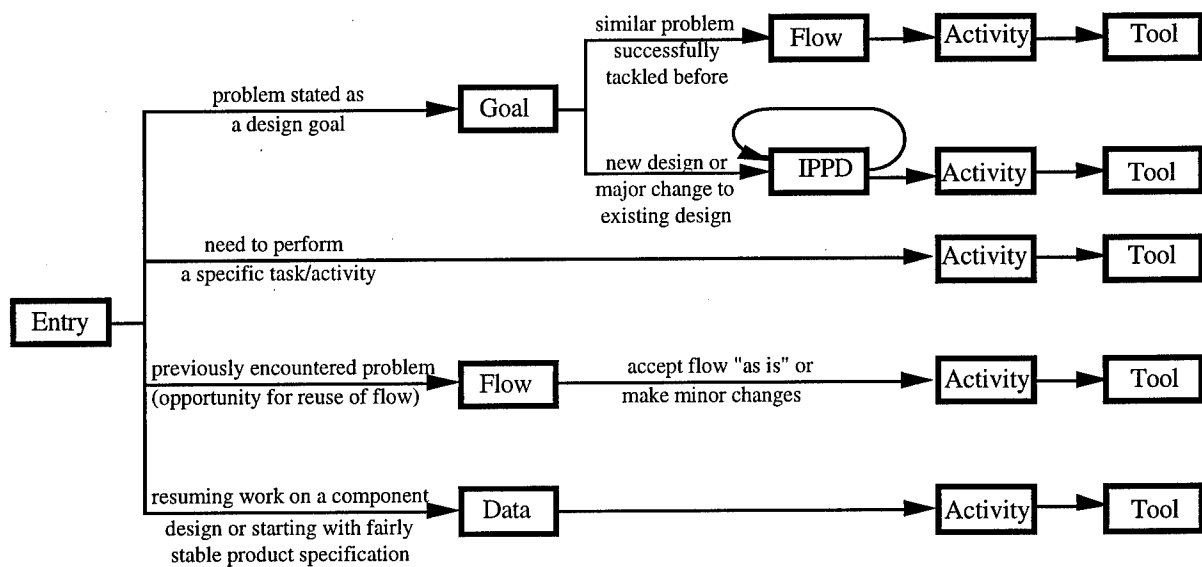 similar problem
successfully
tackled before
Flow
Activity
Tool
problem stated as
a design goal
Goal
new design or
major change to
existing design
IPPD
Activity
Tool
need to perform
a specific task/activity
Activity
Tool
Entry
previously encountered problem
(opportunity for reuse of flow)
Flow
accept flow "as is" or
make minor changes
Activity
Tool
resuming work on a component
design or starting with fairly
stable product specification
Data
Activity
Tool